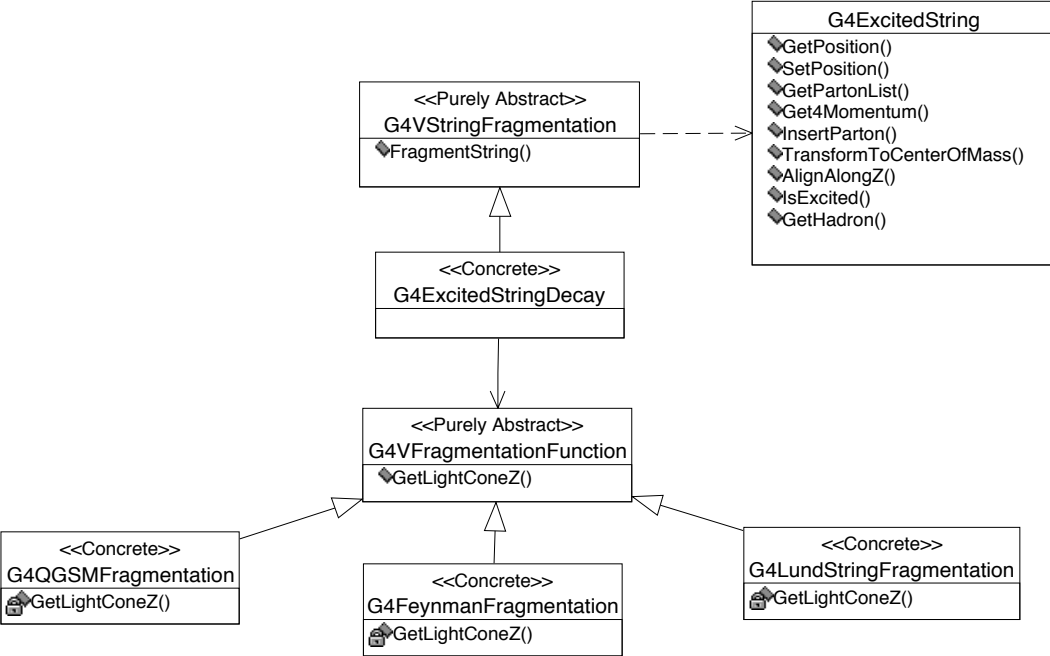 G4ExcitedString
GetPosition()
SetPosition()
GetPartonList()
Get4Momentum()
InsertParton()
TransformToCenterOfMass()
AlignAlongZ()
IsExcited()
GetHadron()
<<Purely Abstract>>
G4VStringFragmentation
FragmentString()
<<Concrete>>
G4ExcitedStringDecay
<<Purely Abstract>>
G4VFragmentationFunction
GetLightConeZ()
<<Concrete>>
G4QGSMFragmentation
GetLightConeZ()
<<Concrete>>
G4FeynmanFragmentation
GetLightConeZ()
<<Concrete>>
G4LundStringFragmentation
GetLightConeZ()